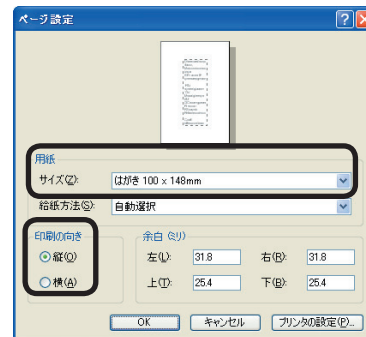 ページ設定
用紙
サイズ(Z): はがき 100 x 148mm
給紙方法(S): 自動選択
印刷の向き 余白 (ミリ)
縦(O) 左(L): 31.8 右(R): 31.8
横(A) 上(T): 25.4 下(B): 25.4
OK キャンセル プリンタの設定(P)...